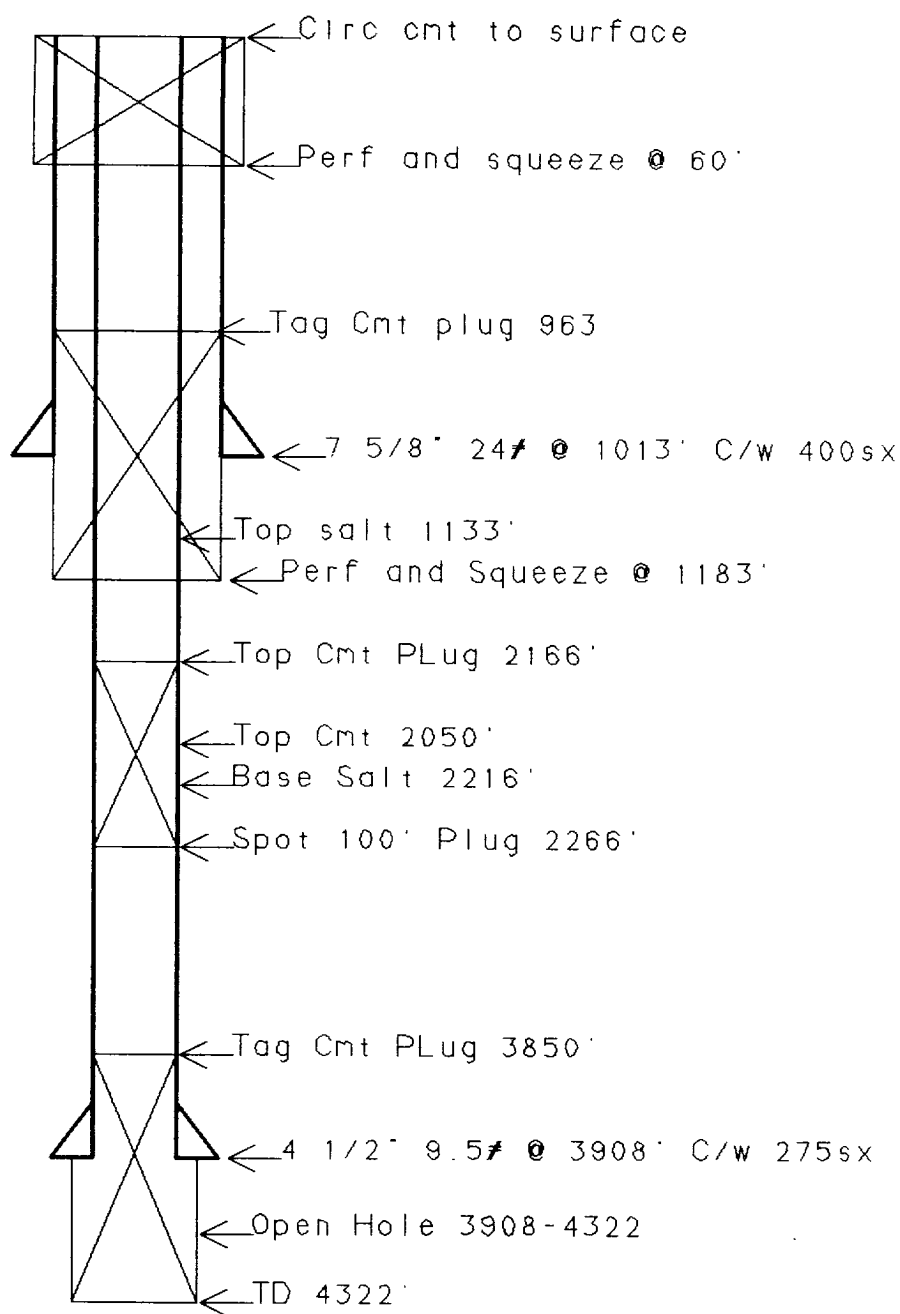 Circ cmt to surface
Perf and squeeze @ 60'
Tag Cmt plug 963
7 5/8" 24# @ 1013' C/w 400sx
Top salt 1133'
Perf and Squeeze @ 1183'
Top Cmt PLug 2166'
Top Cmt 2050'
Base Salt 2216'
Spot 100' Plug 2266'
Tag Cmt PLug 3850'
4 1/2" 9.5# @ 3908' C/w 275sx
Open Hole 3908-4322
TD 4322'